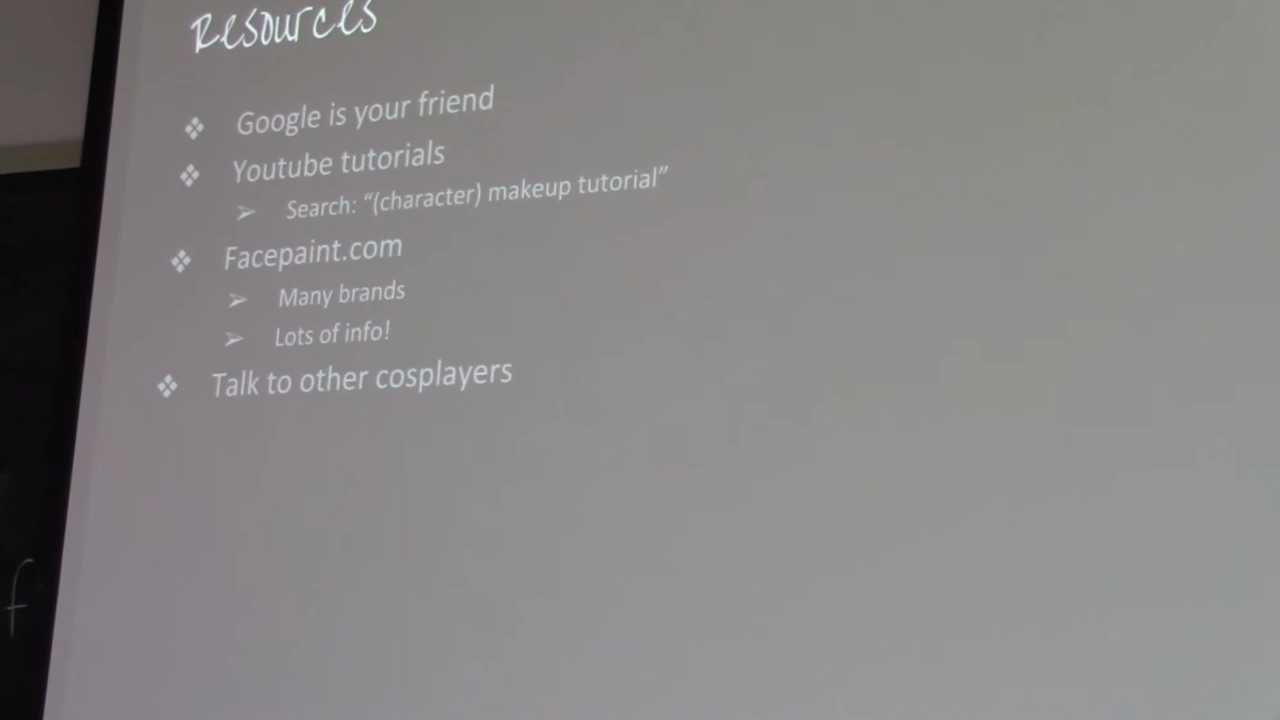 Resources
Google is your friend
Youtube tutorials
Search: “(character) makeup tutorial”
Facepaint.com
Many brands
Lots of info!
Talk to other cosplayers
f